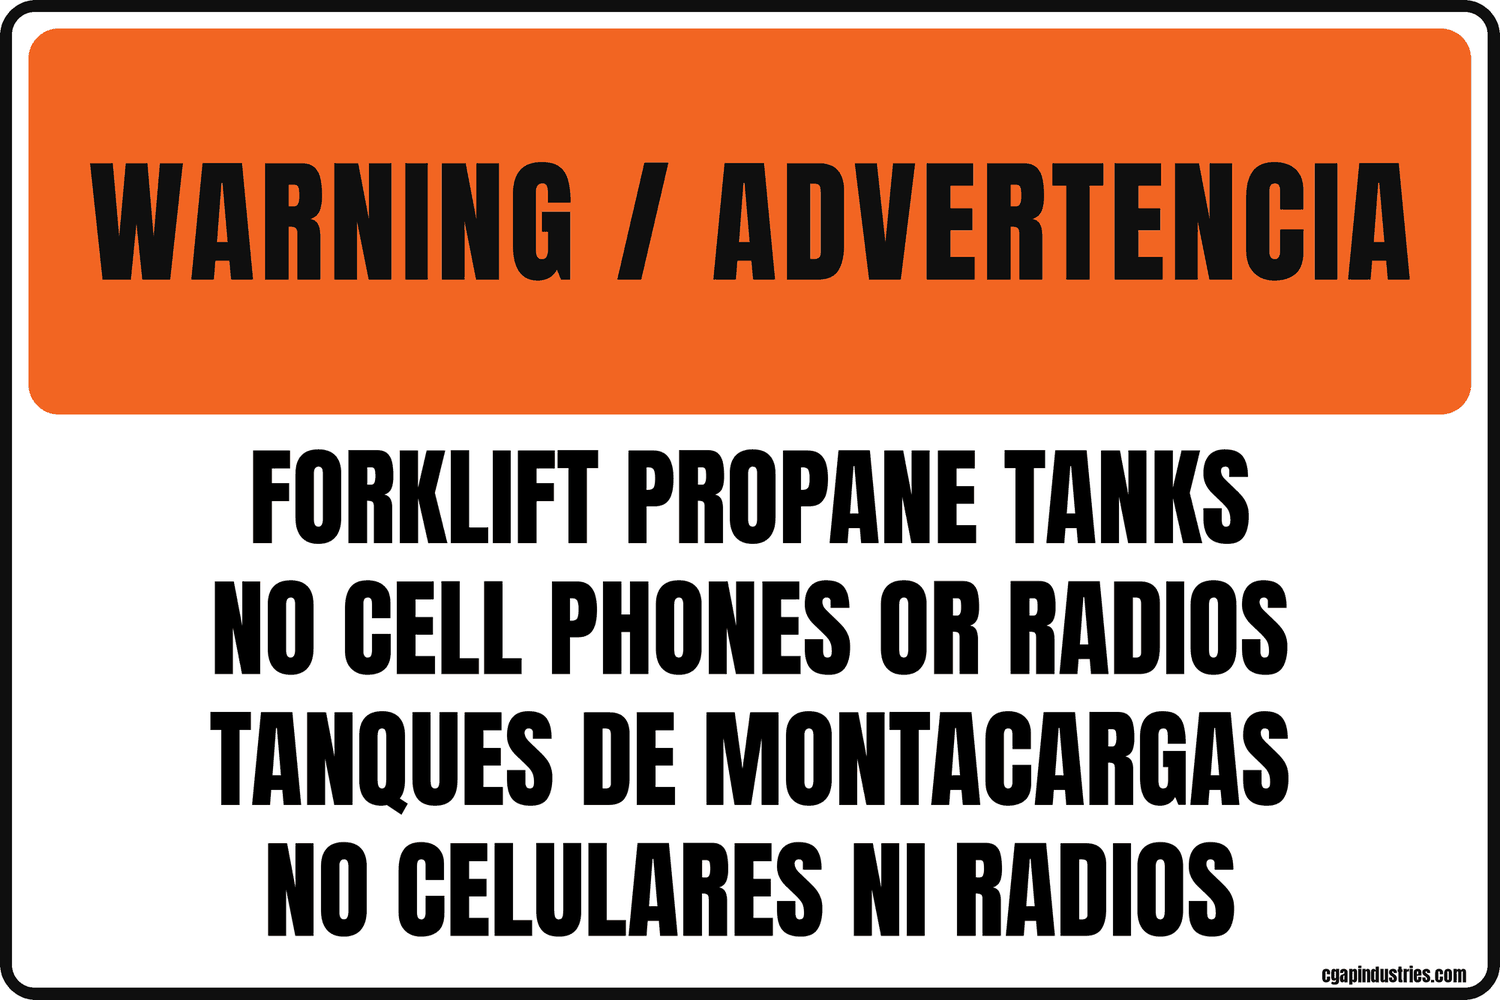 WARNING / ADVERTENCIA
FORKLIFT PROPANE TANKS
NO CELL PHONES OR RADIOS
TANQUES DE MONTACARGAS
NO CELULARES NI RADIOS
cgapindustries.com